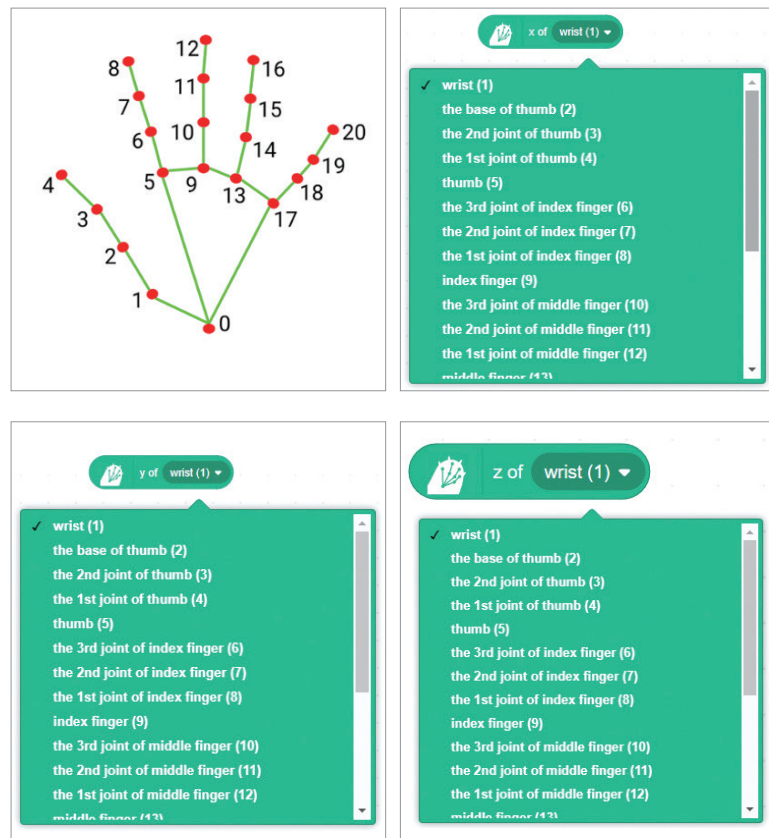 12
8
16
11
7
15
20
10
6
14
19
4
5
9
13
18
3
17
2
1
0
x of wrist (1)
✓ wrist (1)
the base of thumb (2)
the 2nd joint of thumb (3)
the 1st joint of thumb (4)
thumb (5)
the 3rd joint of index finger (6)
the 2nd joint of index finger (7)
the 1st joint of index finger (8)
index finger (9)
the 3rd joint of middle finger (10)
the 2nd joint of middle finger (11)
the 1st joint of middle finger (12)
middle finger (13)
y of wrist (1)
✓ wrist (1)
the base of thumb (2)
the 2nd joint of thumb (3)
the 1st joint of thumb (4)
thumb (5)
the 3rd joint of index finger (6)
the 2nd joint of index finger (7)
the 1st joint of index finger (8)
index finger (9)
the 3rd joint of middle finger (10)
the 2nd joint of middle finger (11)
the 1st joint of middle finger (12)
middle finger (13)
z of wrist (1)
✓ wrist (1)
the base of thumb (2)
the 2nd joint of thumb (3)
the 1st joint of thumb (4)
thumb (5)
the 3rd joint of index finger (6)
the 2nd joint of index finger (7)
the 1st joint of index finger (8)
index finger (9)
the 3rd joint of middle finger (10)
the 2nd joint of middle finger (11)
the 1st joint of middle finger (12)
middle finger (13)